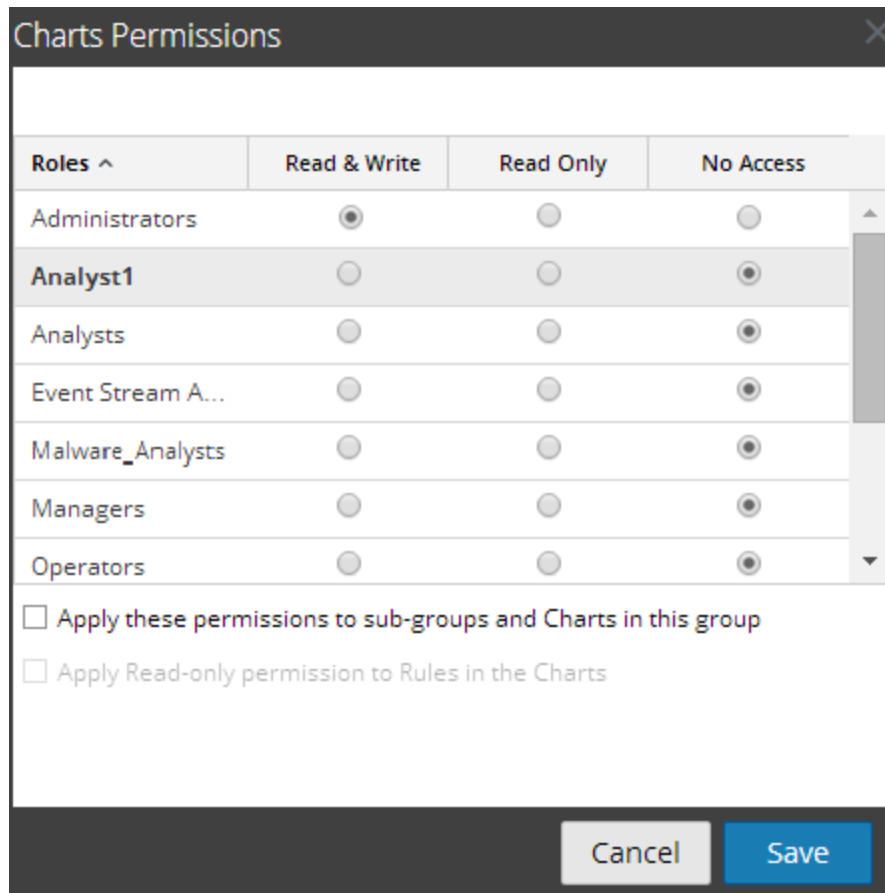 Charts Permissions
Roles Read & Write Read Only No Access
Administrators
Analyst1
Analysts
Event Stream A...
Malware_Analysts
Managers
Operators
Apply these permissions to sub-groups and Charts in this group
Apply Read-only permission to Rules in the Charts
Cancel Save